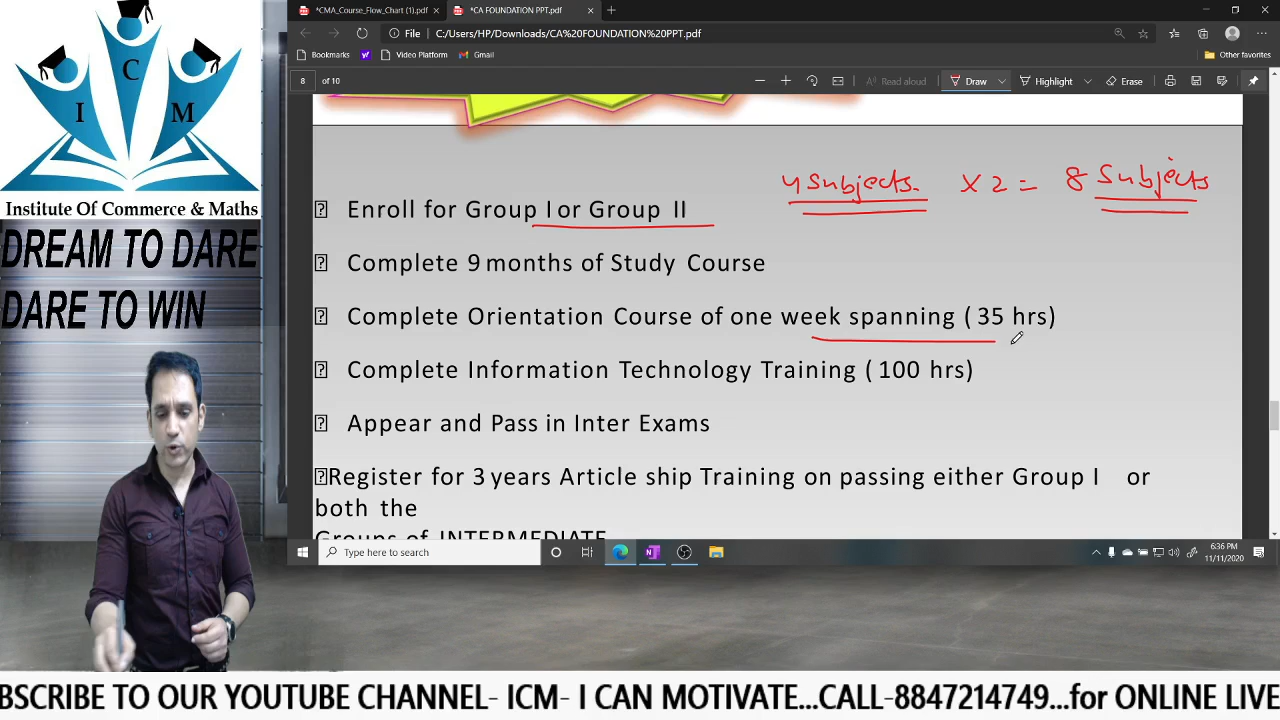 *CMA_Course_Flow_Chart (1).pdf
*CA FOUNDATION PPT.pdf
File C:/Users/HP/Downloads/CA%20FOUNDATION%20PPT.pdf
Bookmarks Video Platform Gmail Other favorites
8 of 10 Read aloud Draw Highlight Erase
I C M
Institute Of Commerce & Maths
DREAM TO DARE
DARE TO WIN
4 Subjects. X 2 = 8 Subjects
Enroll for Group I or Group II
Complete 9 months of Study Course
Complete Orientation Course of one week spanning ( 35 hrs)
Complete Information Technology Training ( 100 hrs)
Appear and Pass in Inter Exams
Register for 3 years Article ship Training on passing either Group I or
both the
Groups of INTERMEDIATE
Type here to search
6:36 PM
11/11/2020
BSCRIBE TO OUR YOUTUBE CHANNEL- ICM- I CAN MOTIVATE...CALL-8847214749...for ONLINE LIVE